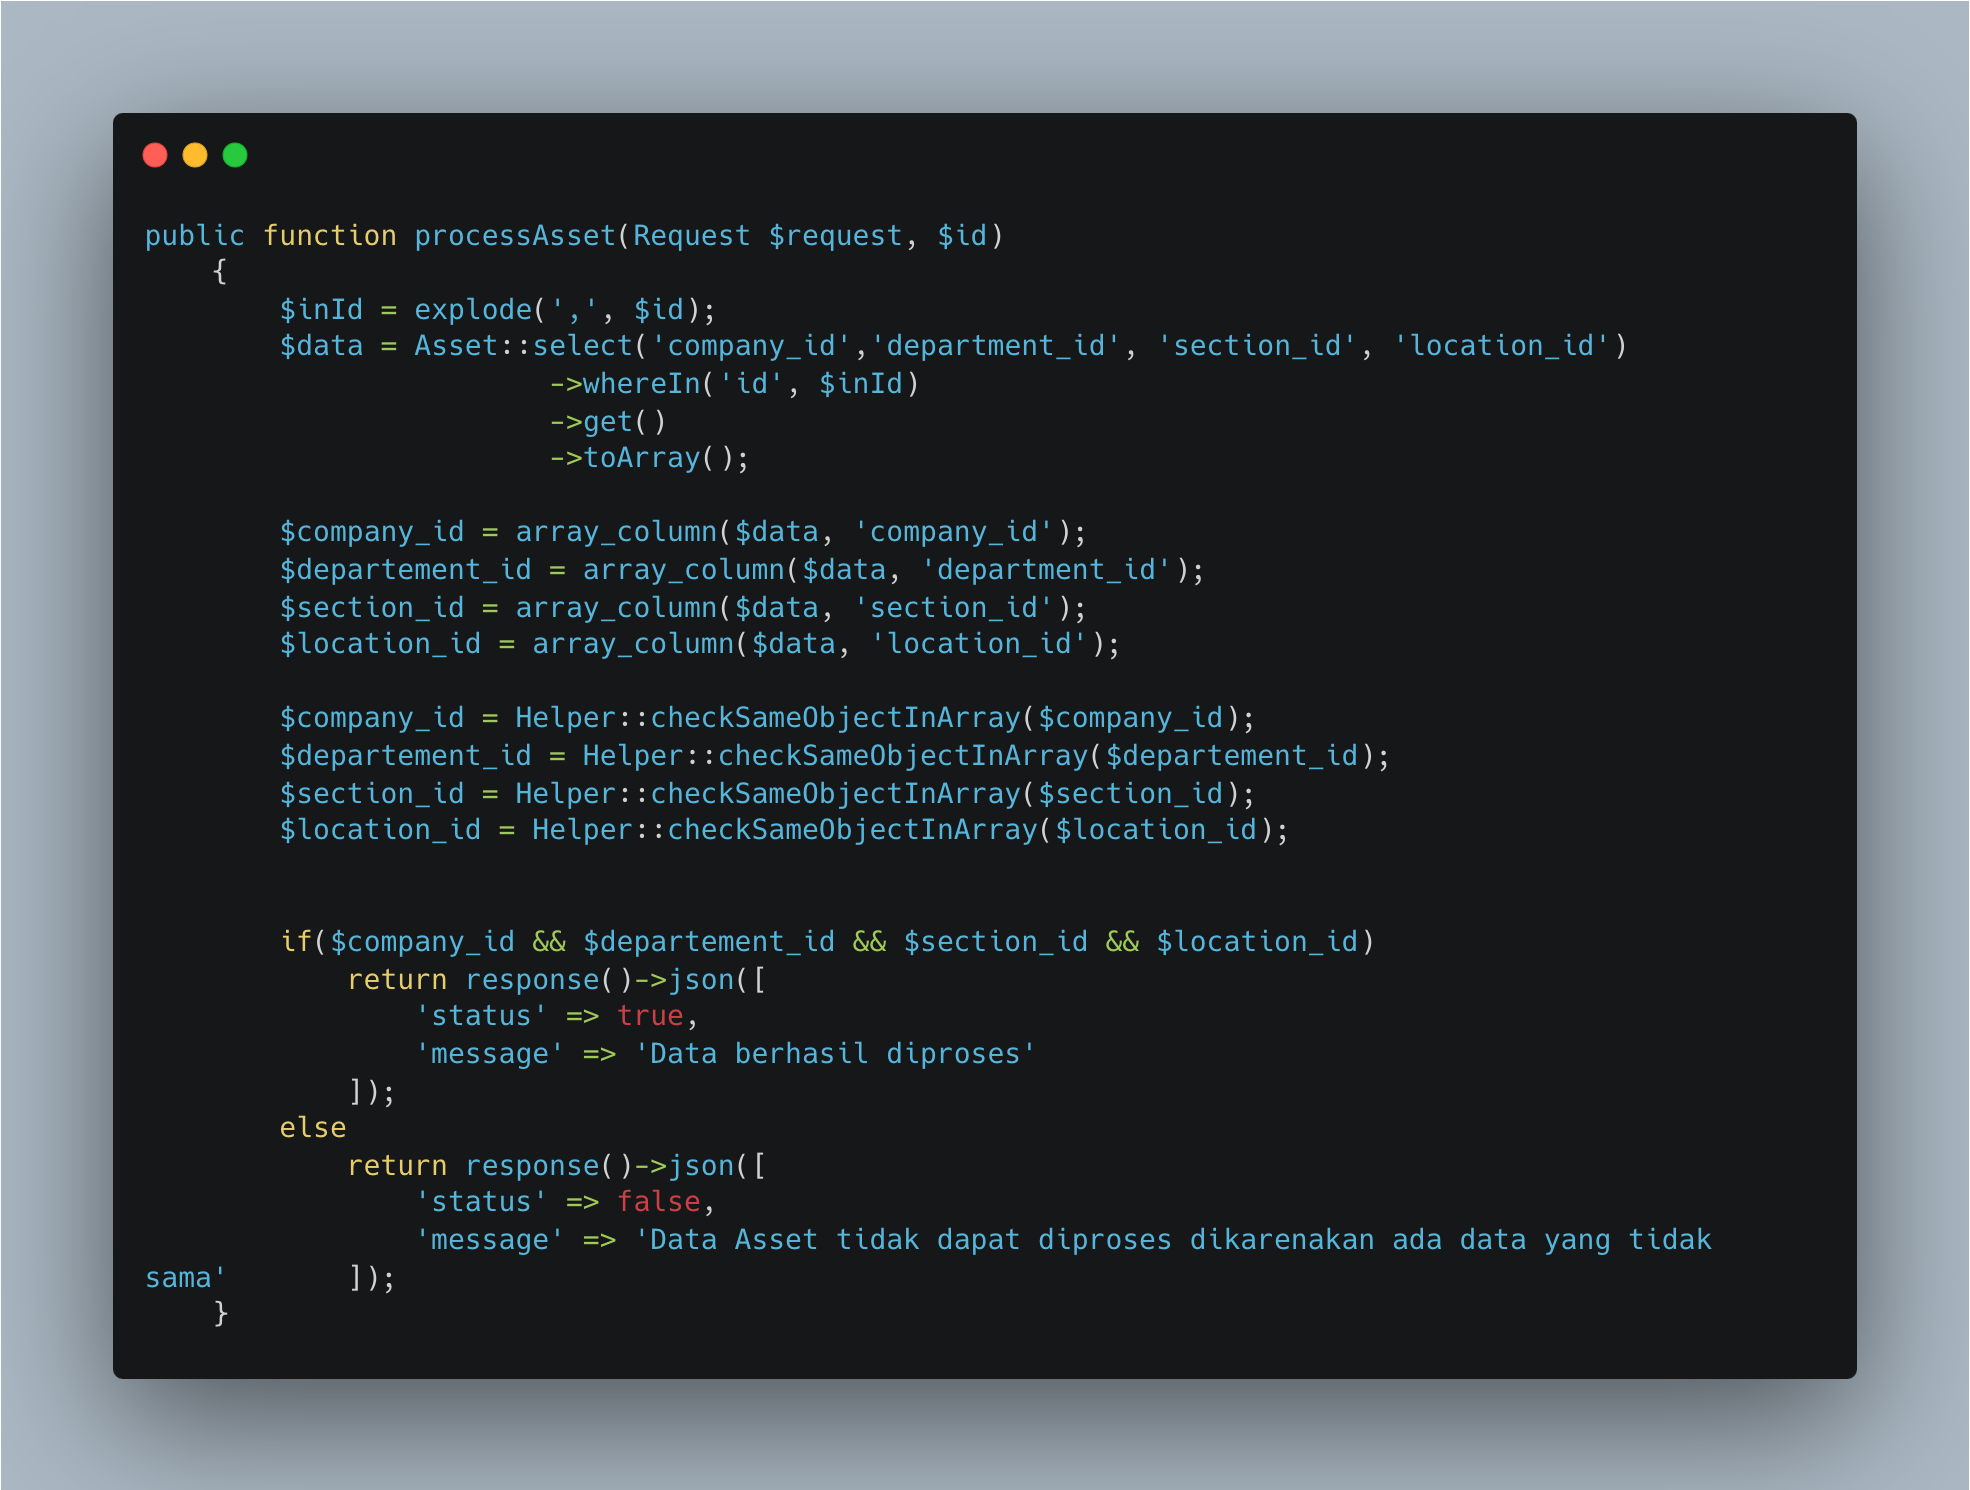 public function processAsset(Request $request, $id)
    {
        $inId = explode(',', $id);
        $data = Asset::select('company_id','department_id', 'section_id', 'location_id')
                        ->whereIn('id', $inId)
                        ->get()
                        ->toArray();

        $company_id = array_column($data, 'company_id');
        $departement_id = array_column($data, 'department_id');
        $section_id = array_column($data, 'section_id');
        $location_id = array_column($data, 'location_id');

        $company_id = Helper::checkSameObjectInArray($company_id);
        $departement_id = Helper::checkSameObjectInArray($departement_id);
        $section_id = Helper::checkSameObjectInArray($section_id);
        $location_id = Helper::checkSameObjectInArray($location_id);


        if($company_id && $departement_id && $section_id && $location_id)
            return response()->json([
                'status' => true,
                'message' => 'Data berhasil diproses'
            ]);
        else
            return response()->json([
                'status' => false,
                'message' => 'Data Asset tidak dapat diproses dikarenakan ada data yang tidak
sama'       ]);
    }